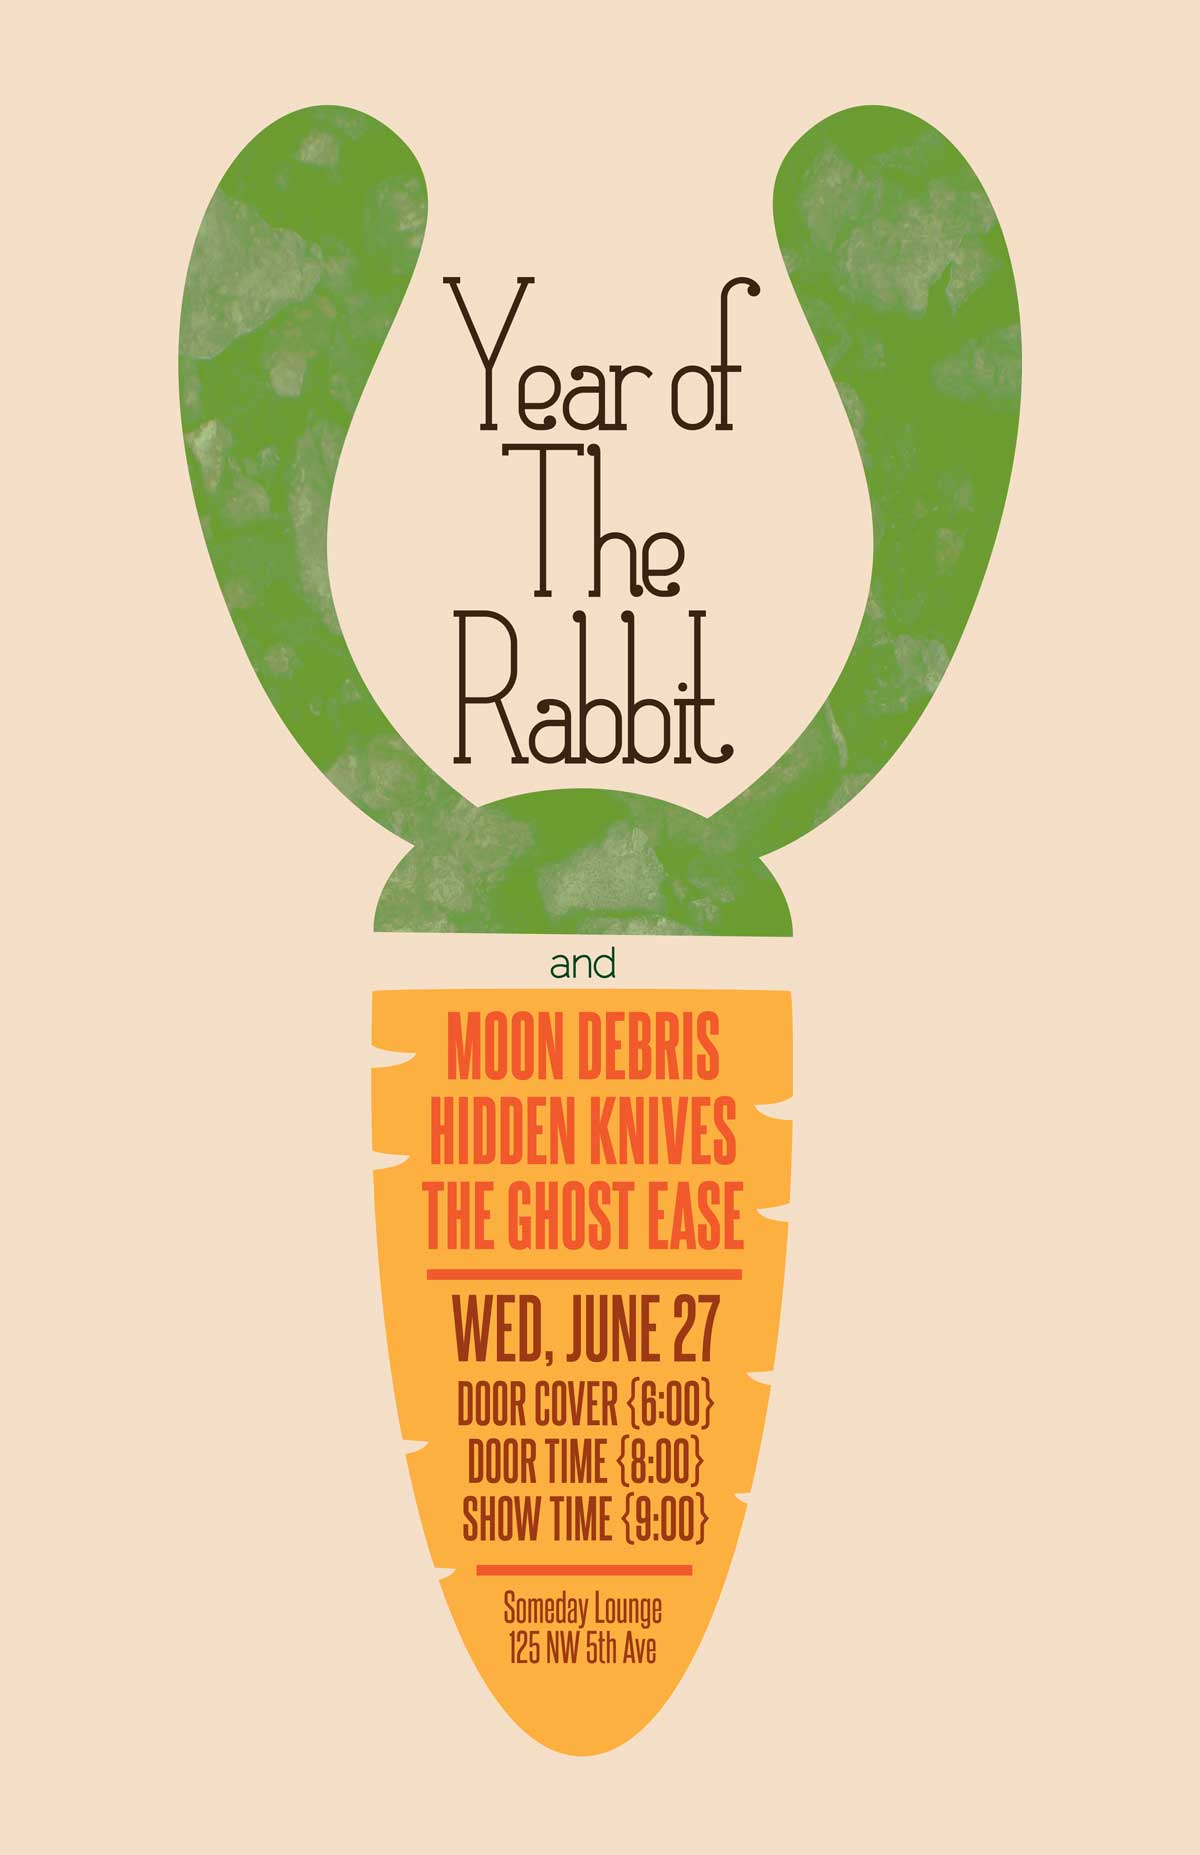 Year of
The
Rabbit
and
MOON DEBRIS
HIDDEN KNIVES
THE GHOST EASE
WED, JUNE 27
DOOR COVER {6:00}
DOOR TIME {8:00}
SHOW TIME {9:00}
Someday Lounge
125 NW 5th Ave